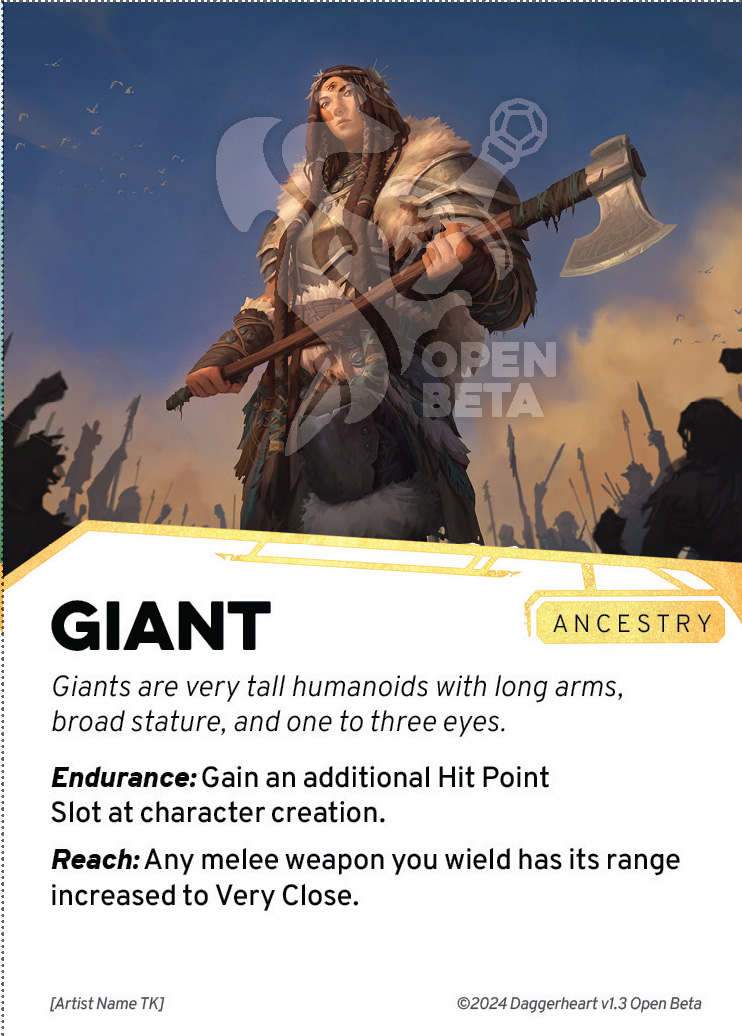 OPEN
BETA
GIANT
ANCESTRY
Giants are very tall humanoids with long arms,
broad stature, and one to three eyes.
Endurance: Gain an additional Hit Point
Slot at character creation.
Reach: Any melee weapon you wield has its range
increased to Very Close.
[Artist Name TK]
©2024 Daggerheart v1.3 Open Beta